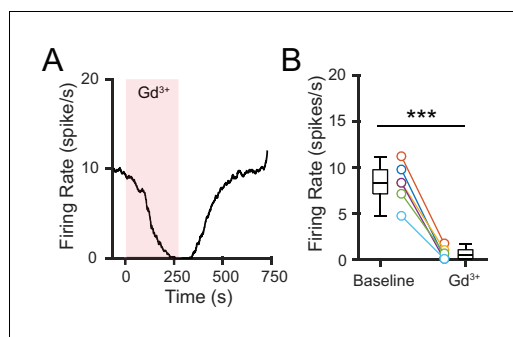 A
Firing Rate (spike/s)
20
10
0
Gd³⁺
0
250
500
750
Time (s)
B
Firing Rate (spikes/s)
20
15
10
5
0
***
Baseline
Gd³⁺